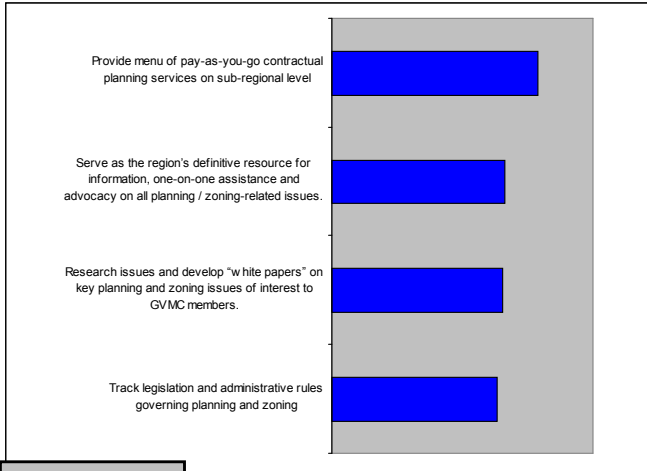 Provide menu of pay-as-you-go contractual
planning services on sub-regional level
Serve as the region's definitive resource for
information, one-on-one assistance and
advocacy on all planning / zoning-related issues.
Research issues and develop "white papers" on
key planning and zoning issues of interest to
GVMC members.
Track legislation and administrative rules
governing planning and zoning